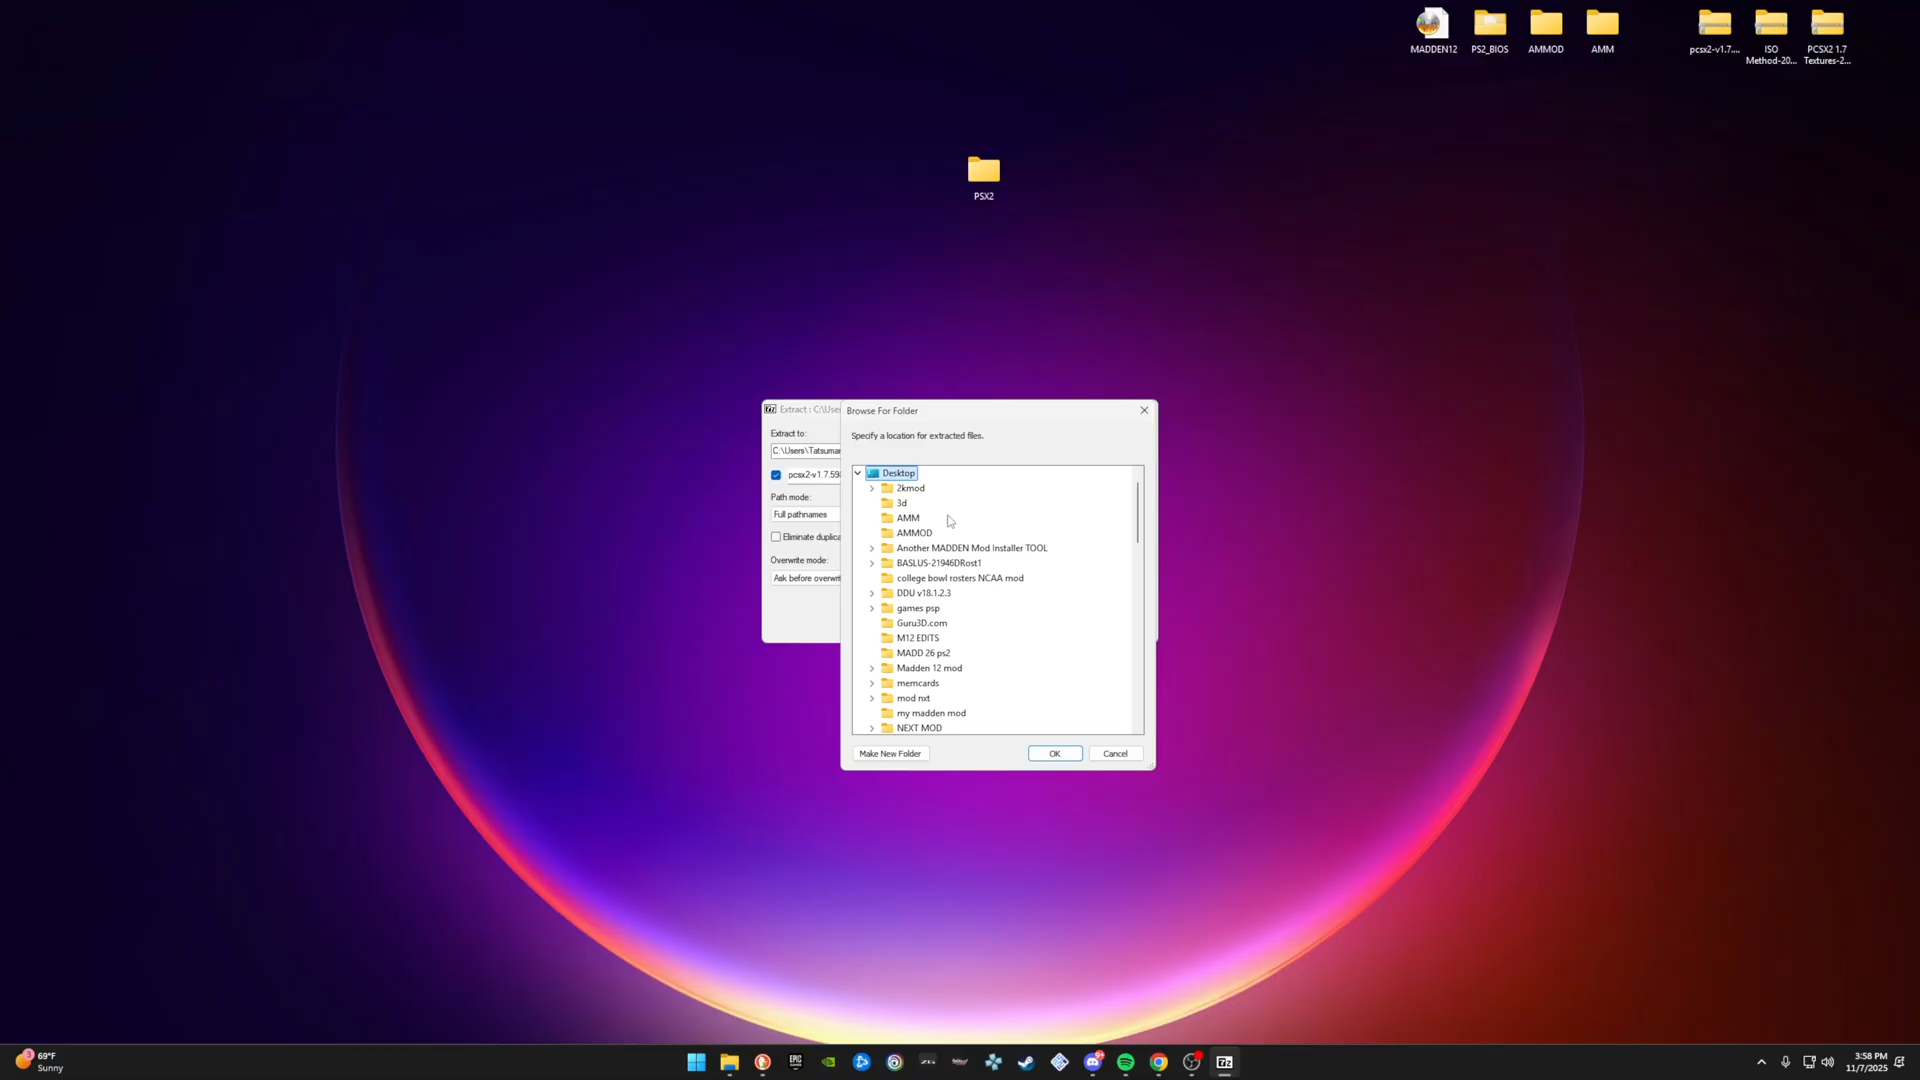 MADDEN12
PS2_BIOS
AMMOD
AMM
pcsx2-v1.7....
ISO
Method-20...
PCSX2 1.7
Textures-2...
PSX2
Extract : C:\User
Extract to:
C:\Users\Tatsumar
pcsx2-v1.7.598
Path mode:
Full pathnames
Eliminate duplica
Overwrite mode:
Ask before overwri
Browse For Folder
Specify a location for extracted files.
Desktop
2kmod
3d
AMM
AMMOD
Another MADDEN Mod Installer TOOL
BASLUS-21946DRost1
college bowl rosters NCAA mod
DDU v18.1.2.3
games psp
Guru3D.com
M12 EDITS
MADD 26 ps2
Madden 12 mod
memcards
mod nxt
my madden mod
NEXT MOD
Make New Folder
OK
Cancel
69°F
Sunny
3:58 PM
11/7/2025